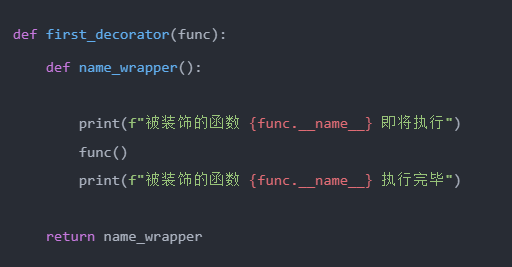 def first_decorator(func):
    def name_wrapper():
        print(f"被装饰的函数 {func.__name__} 即将执行")
        func()
        print(f"被装饰的函数 {func.__name__} 执行完毕")
    return name_wrapper